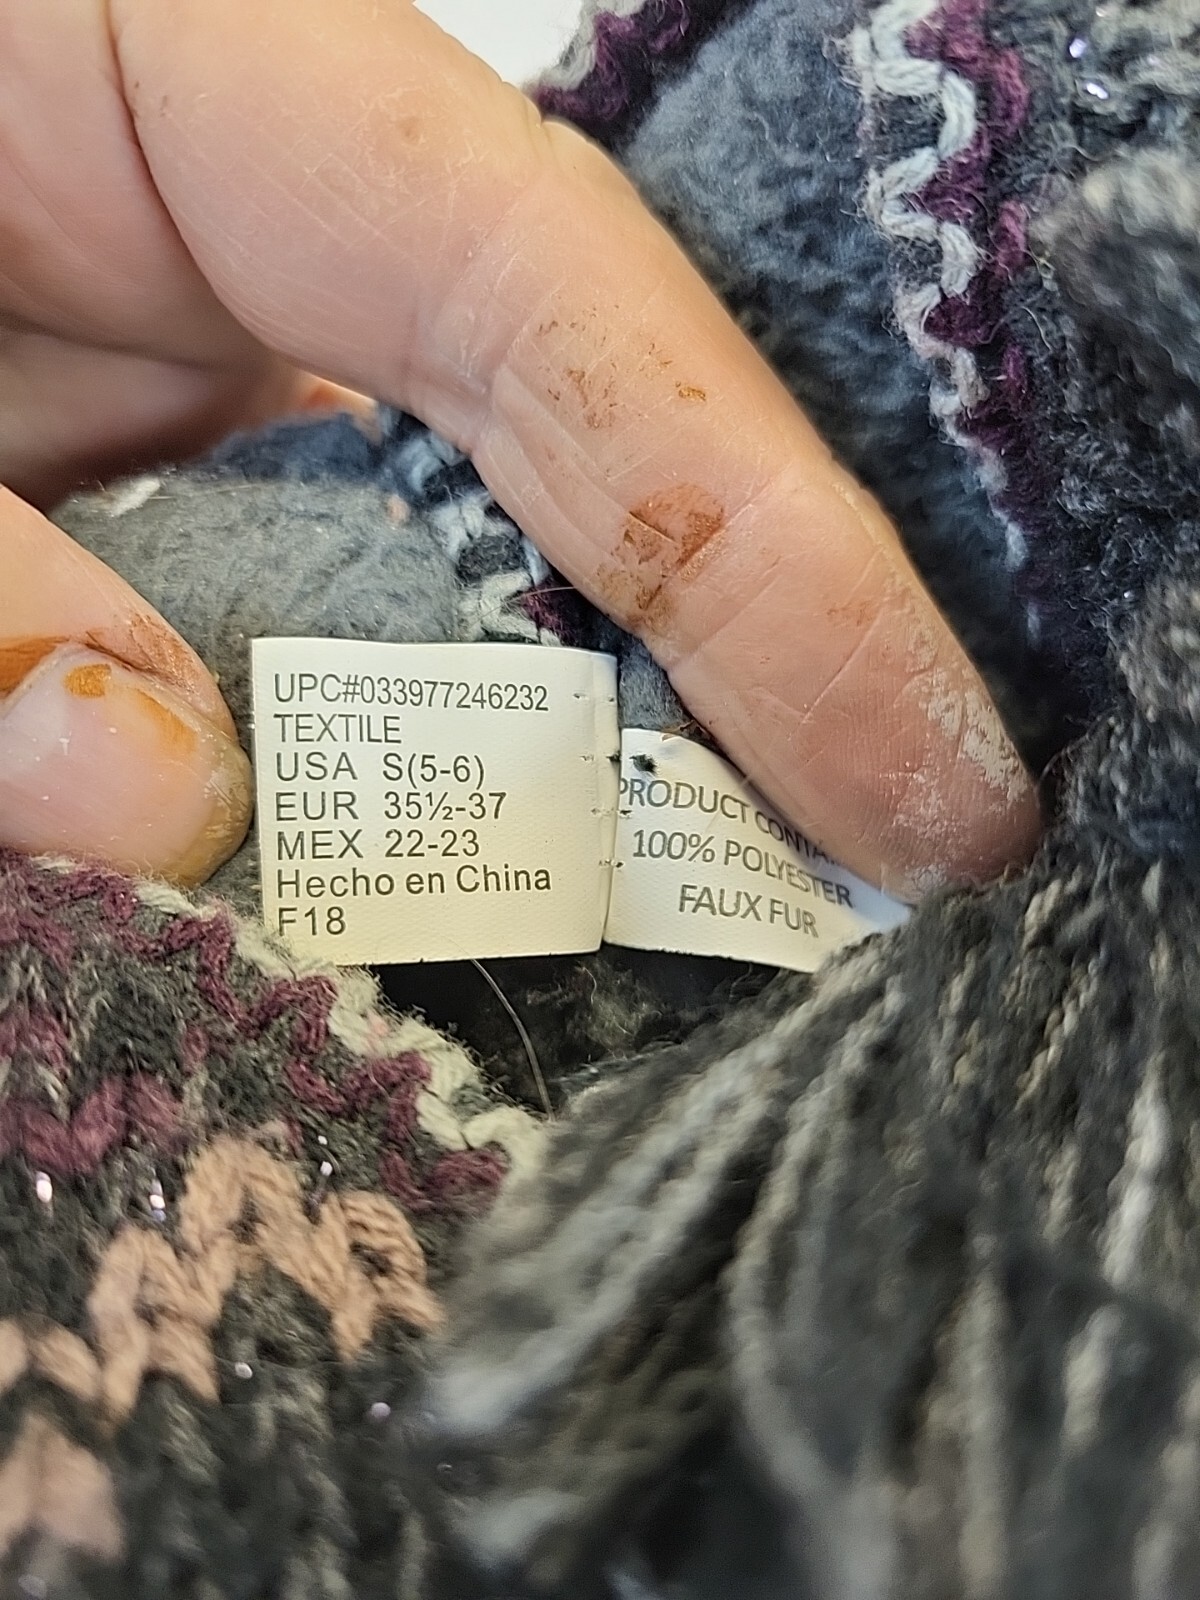 UPC#033977246232
TEXTILE
USA S(5-6)
EUR 35½-37
MEX 22-23
Hecho en China
F18
PRODUCT
100% POLYESTER
FAUX FUR